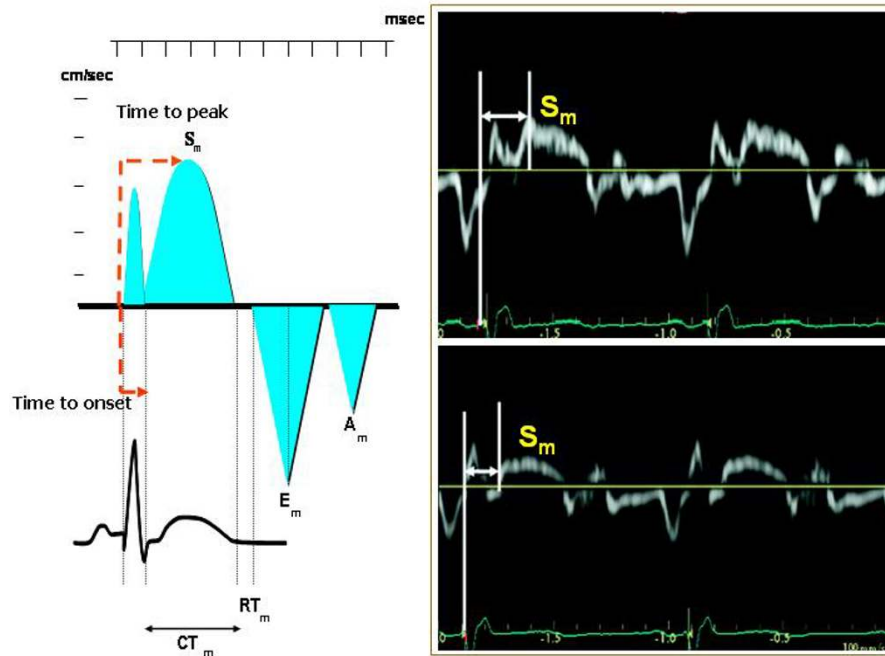 msec
cm/sec
Time to peak
Sm
Time to onset
Am
Em
RTm
CTm
Sm
-1.5
-1.0
-0.5
Sm
0
-1.5
-1.0
-0.5